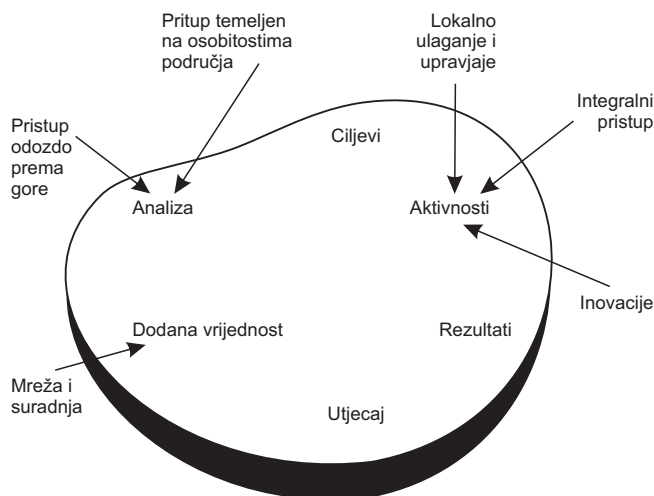 Pritup temeljen
na osobitostima
područja
Lokalno
ulaganje i
upravjaje
Integralni
pristup
Pristup
odozdo
prema
gore
Ciljevi
Analiza
Aktivnosti
Inovacije
Dodana vrijednost
Rezultati
Mreža i
suradnja
Utjecaj